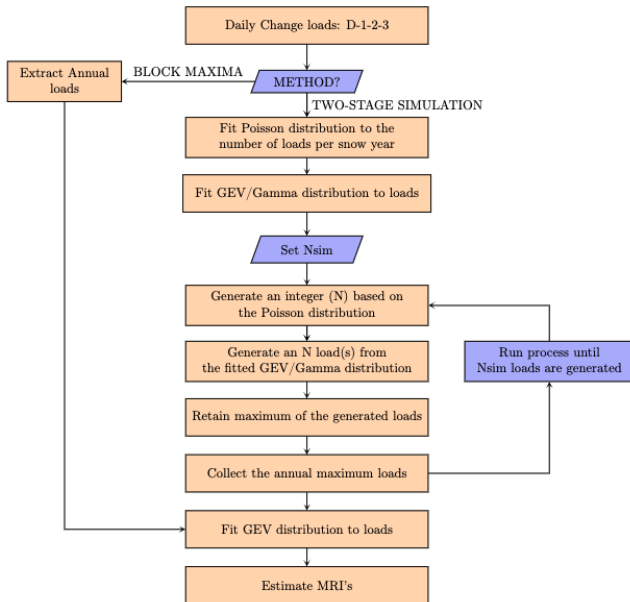 Daily Change loads: D-1-2-3
METHOD?
BLOCK MAXIMA
Extract Annual
loads
TWO-STAGE SIMULATION
Fit Poisson distribution to the
number of loads per snow year
Fit GEV/Gamma distribution to loads
Set Nsim
Generate an integer (N) based on
the Poisson distribution
Generate an N load(s) from
the fitted GEV/Gamma distribution
Retain maximum of the generated loads
Collect the annual maximum loads
Run process until
Nsim loads are generated
Fit GEV distribution to loads
Estimate MRI's